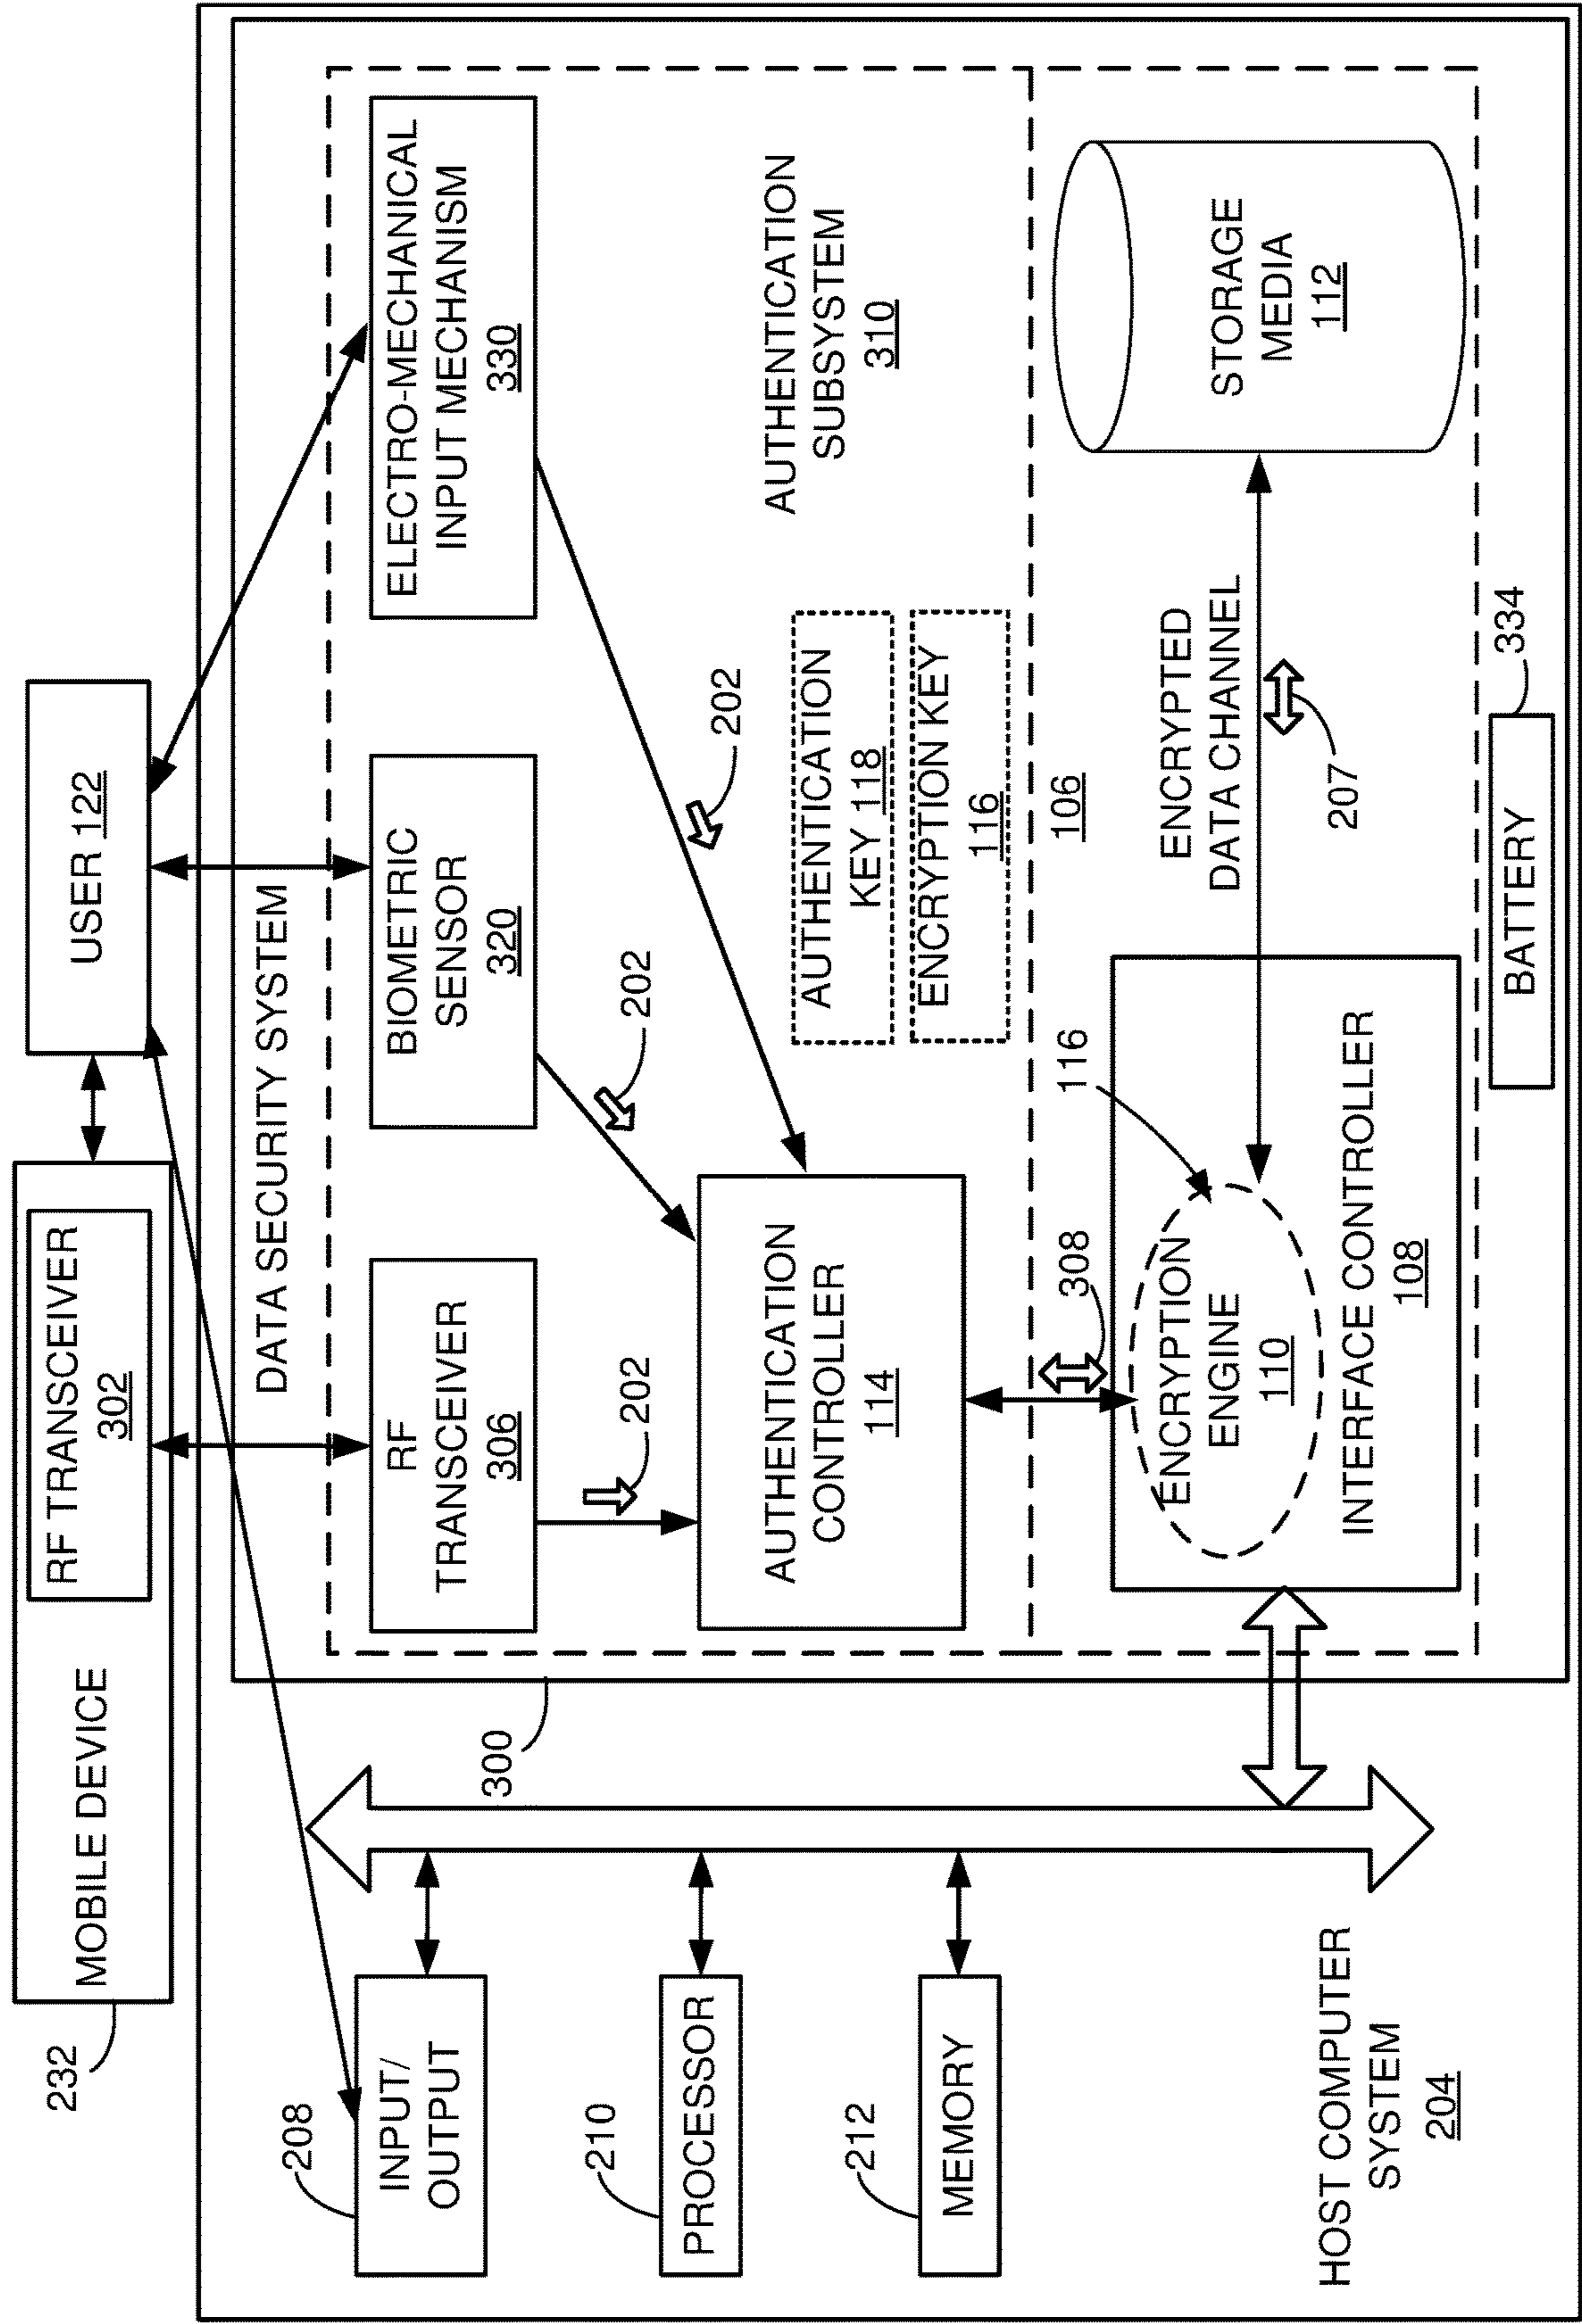 232
MOBILE DEVICE
RF TRANSCEIVER
302
USER 122
DATA SECURITY SYSTEM
208
INPUT/
OUTPUT
210
PROCESSOR
212
MEMORY
HOST COMPUTER
SYSTEM
204
300
RF
TRANSCEIVER
306
BIOMETRIC
SENSOR
320
ELECTRO-MECHANICAL
INPUT MECHANISM
330
202
202
202
AUTHENTICATION
CONTROLLER
114
AUTHENTICATION
SUBSYSTEM
310
AUTHENTICATION
KEY 118
ENCRYPTION KEY
116
106
308
116
ENCRYPTION
ENGINE
110
INTERFACE CONTROLLER
108
ENCRYPTED
DATA CHANNEL
207
STORAGE
MEDIA
112
BATTERY
334